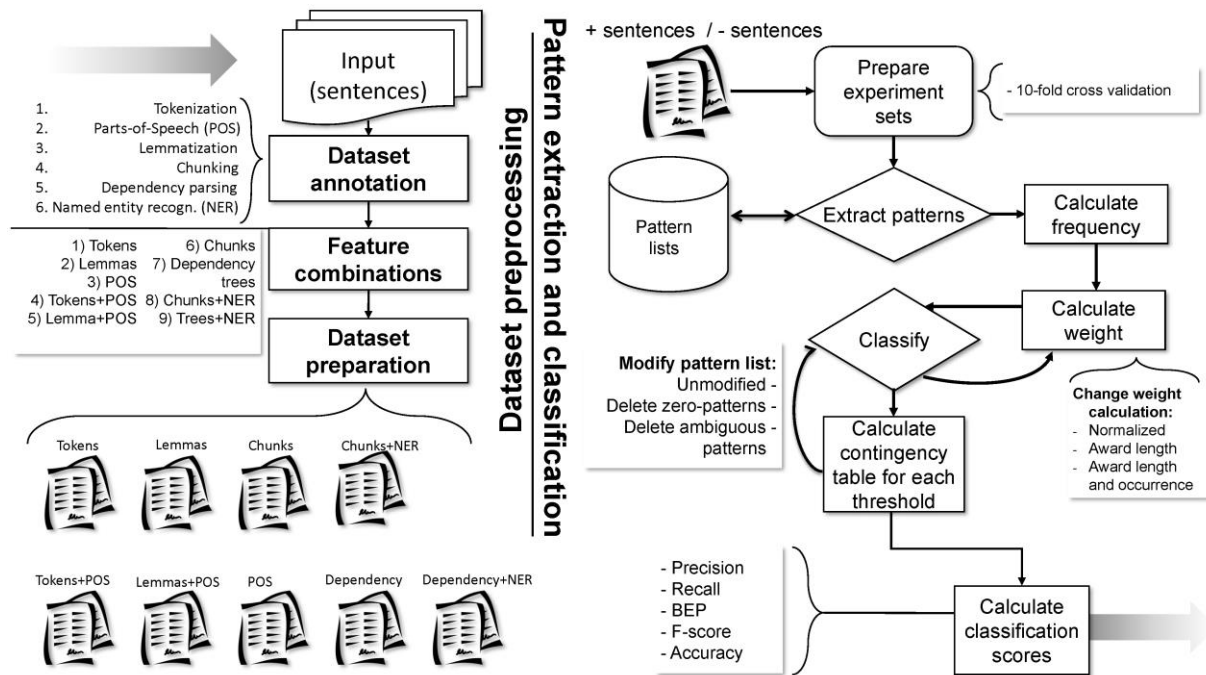 Input
(sentences)
1. Tokenization
2. Parts-of-Speech (POS)
3. Lemmatization
4. Chunking
5. Dependency parsing
6. Named entity recogn. (NER)
Dataset
annotation
1) Tokens
2) Lemmas
3) POS
4) Tokens+POS
5) Lemma+POS
6) Chunks
7) Dependency
trees
8) Chunks+NER
9) Trees+NER
Feature
combinations
Dataset
preparation
Tokens
Lemmas
Chunks
Chunks+NER
Tokens+POS
Lemmas+POS
POS
Dependency
Dependency+NER
Dataset preprocessing
Pattern extraction and classification
+ sentences / - sentences
Prepare
experiment
sets
- 10-fold cross validation
Pattern
lists
Extract patterns
Calculate
frequency
Calculate
weight
Classify
Modify pattern list:
Unmodified -
Delete zero-patterns -
Delete ambiguous -
patterns
Change weight
calculation:
- Normalized
- Award length
- Award length
and occurrence
Calculate
contingency
table for each
threshold
- Precision
- Recall
- BEP
- F-score
- Accuracy
Calculate
classification
scores